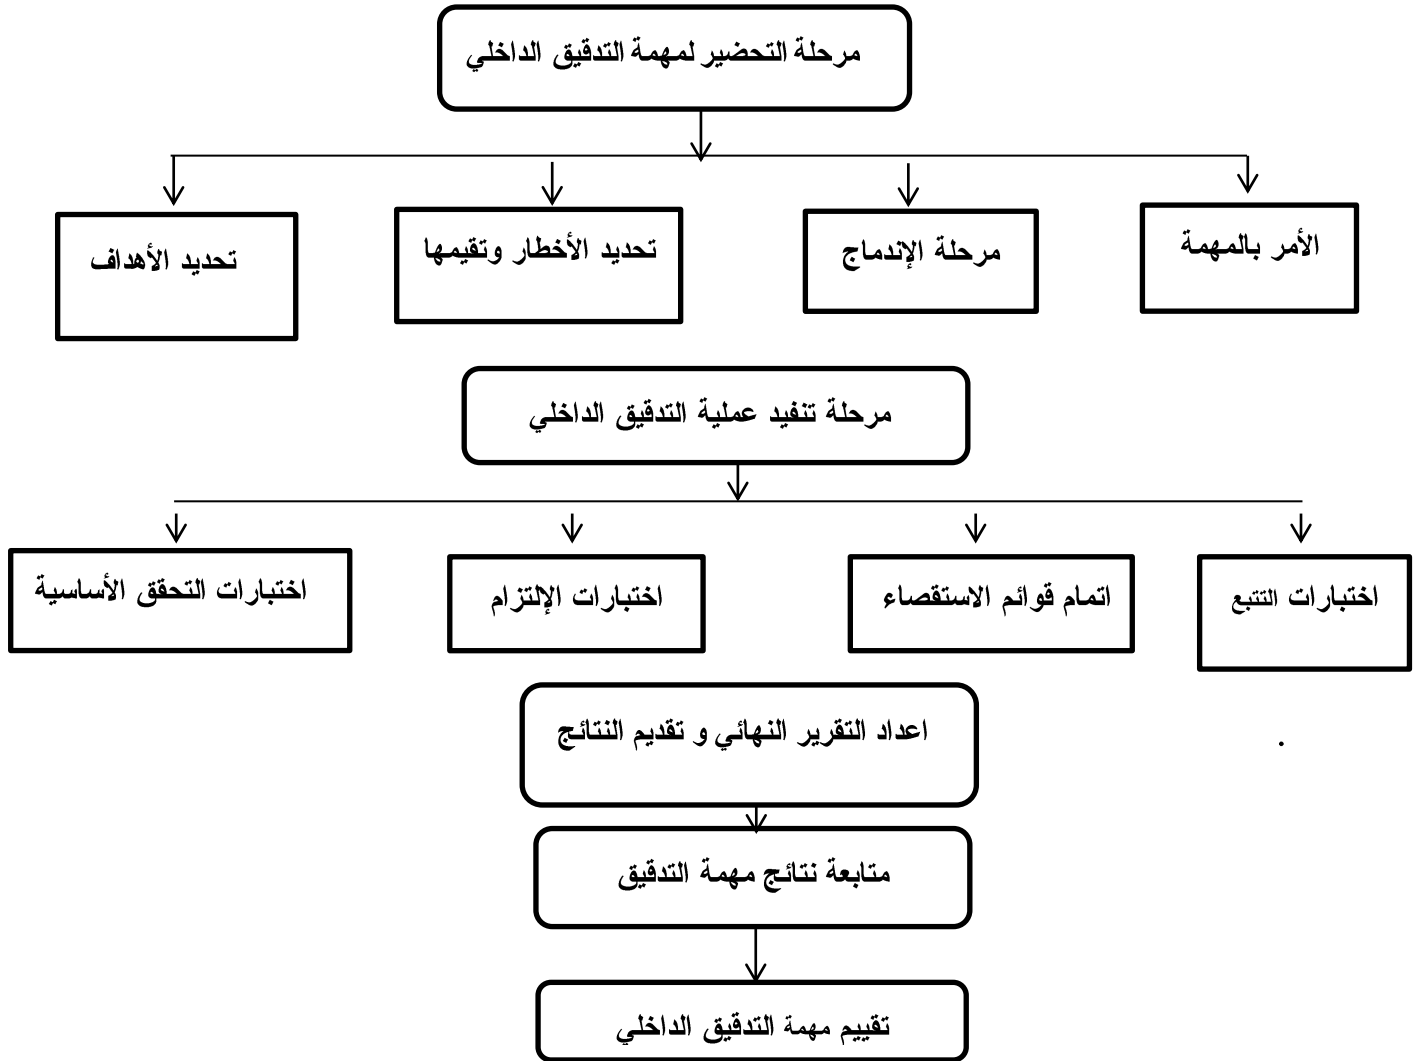 مرحلة التحضير لمهمة التدقيق الداخلي
الأمر بالمهمة
مرحلة الإندماج
تحديد الأخطار وتقيمها
تحديد الأهداف
مرحلة تنفيد عملية التدقيق الداخلي
اختبارات التتبع
اتمام قوائم الاستقصاء
اختبارات الإلتزام
اختبارات التحقق الأساسية
اعداد التقرير النهائي و تقديم النتائج
.
متابعة نتائج مهمة التدقيق
تقييم مهمة التدقيق الداخلي